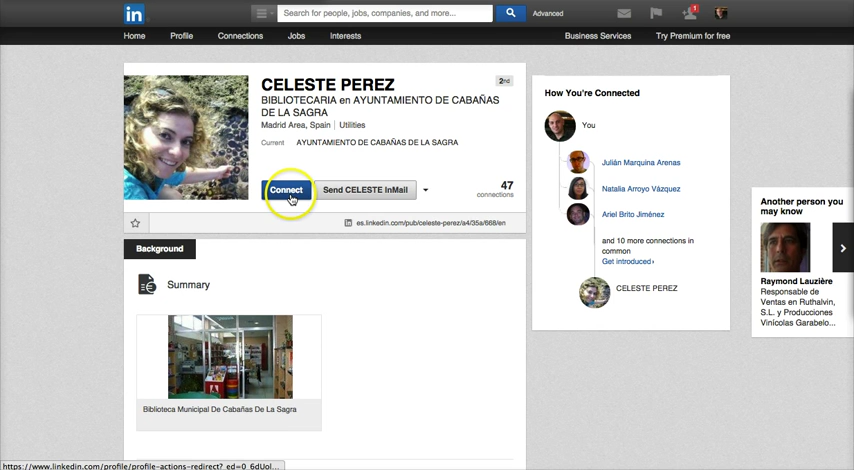 in
Search for people, jobs, companies, and more...
Advanced
1
Home
Profile
Connections
Jobs
Interests
Business Services
Try Premium for free
CELESTE PEREZ
2nd
BIBLIOTECARIA en AYUNTAMIENTO DE CABAÑAS
DE LA SAGRA
Madrid Area, Spain | Utilities
Current AYUNTAMIENTO DE CABAÑAS DE LA SAGRA
Connect
Send CELESTE InMail
47
connections
in es.linkedin.com/pub/celeste-perez/a4/35a/668/en
Background
Summary
Biblioteca Municipal De Cabañas De La Sagra
How You're Connected
You
Julián Marquina Arenas
Natalia Arroyo Vázquez
Ariel Brito Jiménez
and 10 more connections in
common
Get introduced ›
CELESTE PEREZ
Another person you
may know
Raymond Lauzière
Responsable de
Ventas en Ruthalvin,
S.L. y Producciones
Vinícolas Garabelo...
https://www.linkedin.com/profile/profile-actions-redirect?_ed=0_6dUol...